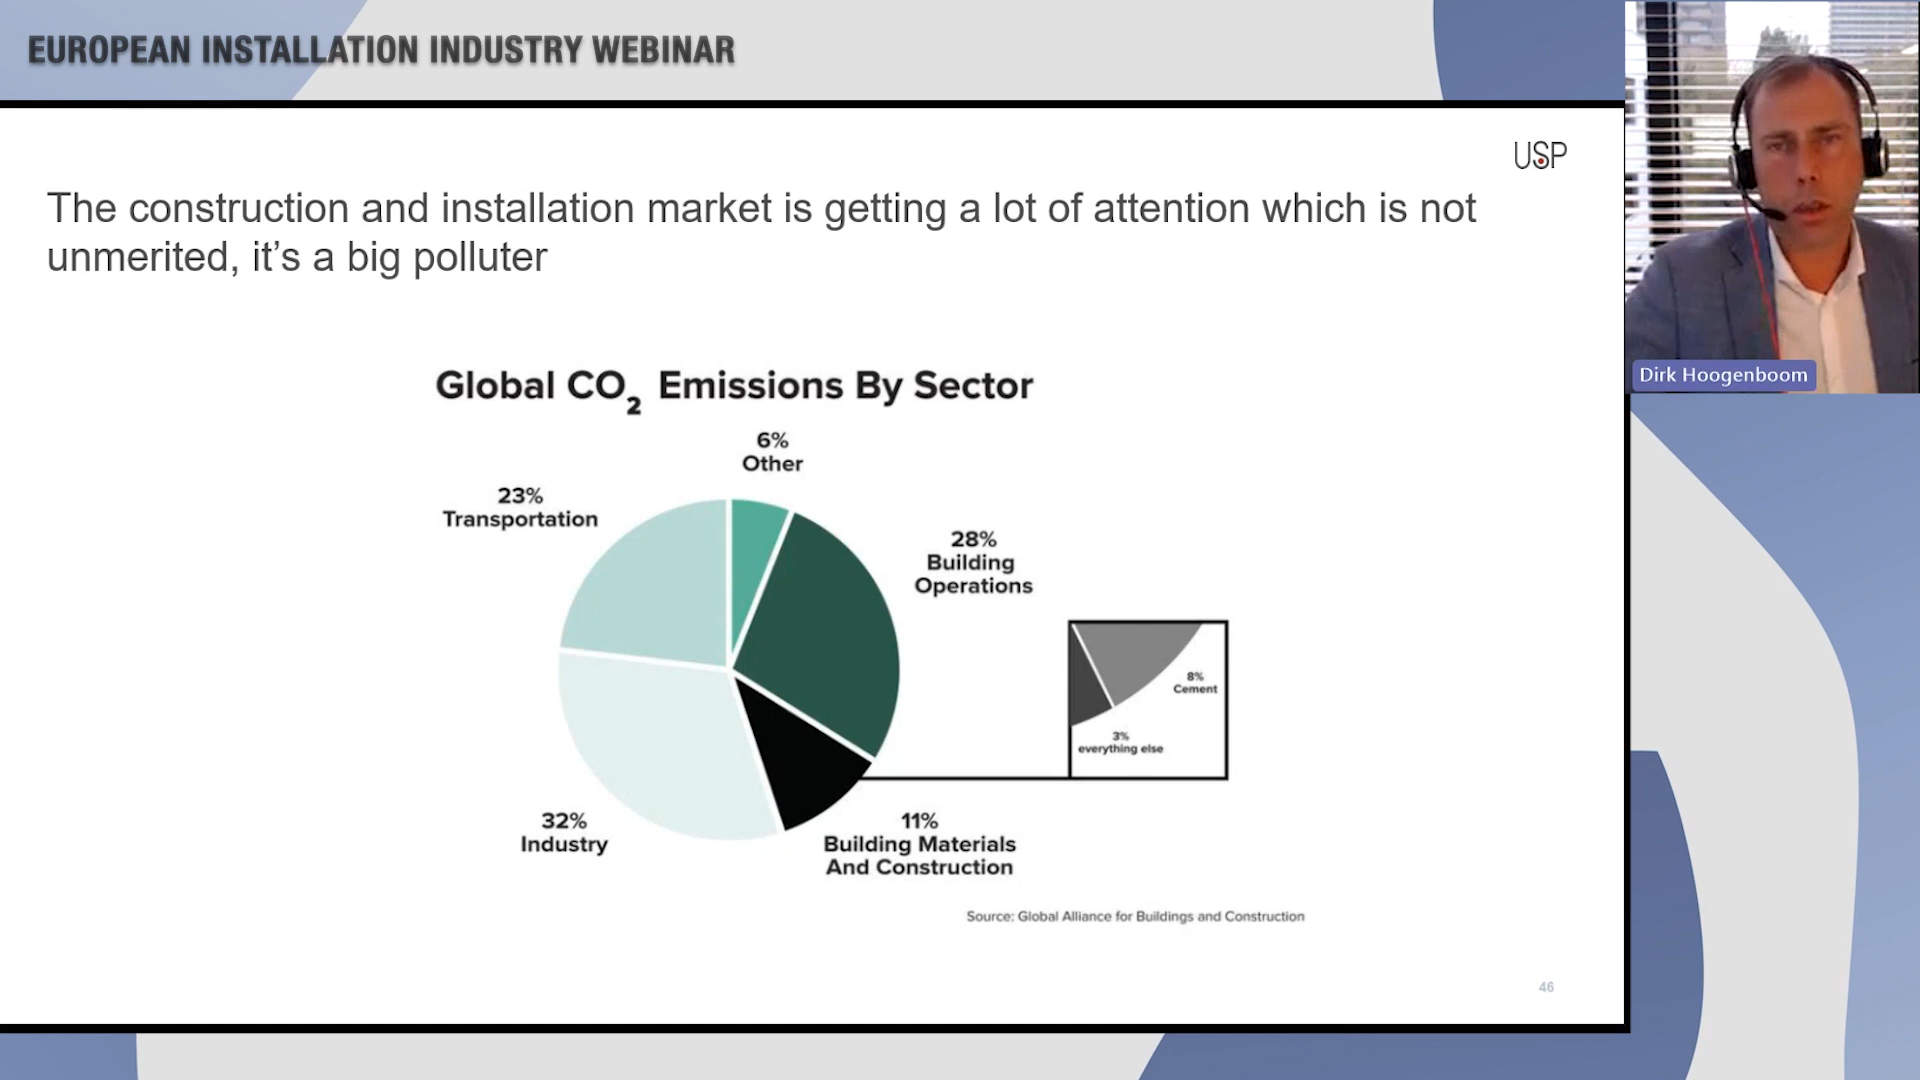 EUROPEAN INSTALLATION INDUSTRY WEBINAR
USP
The construction and installation market is getting a lot of attention which is not
unmerited, it’s a big polluter
Dirk Hoogenboom
Global CO2 Emissions By Sector
6%
Other
23%
Transportation
28%
Building
Operations
8%
Cement
3%
everything else
32%
Industry
11%
Building Materials
And Construction
Source: Global Alliance for Buildings and Construction
46